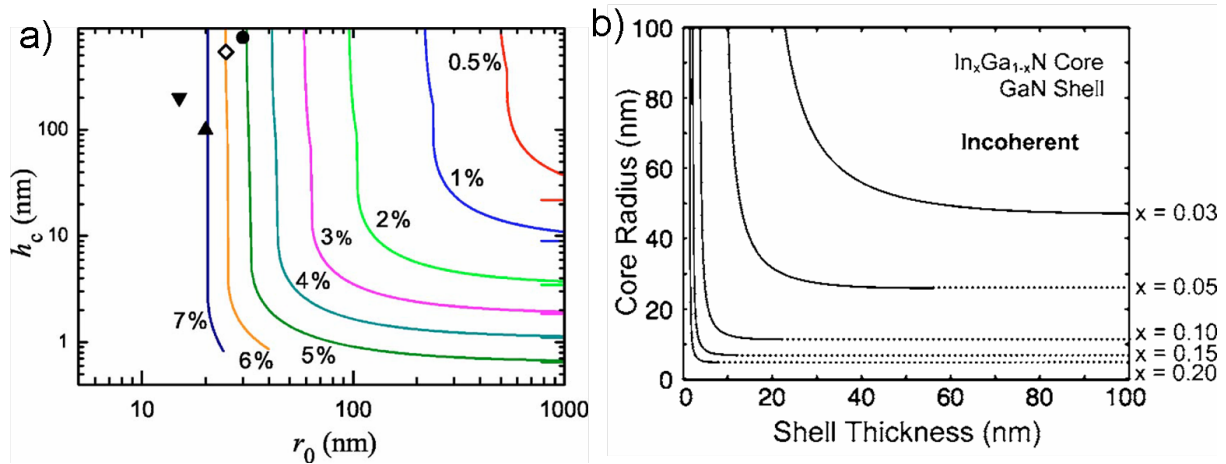 a)
h_c (nm)
100
10
1
0.5%
1%
2%
3%
4%
5%
6%
7%
10
100
1000
r_0 (nm)
b)
Core Radius (nm)
100
80
60
40
20
0
In_xGa_{1-x}N Core
GaN Shell
Incoherent
x = 0.03
x = 0.05
x = 0.10
x = 0.15
x = 0.20
0
20
40
60
80
100
Shell Thickness (nm)